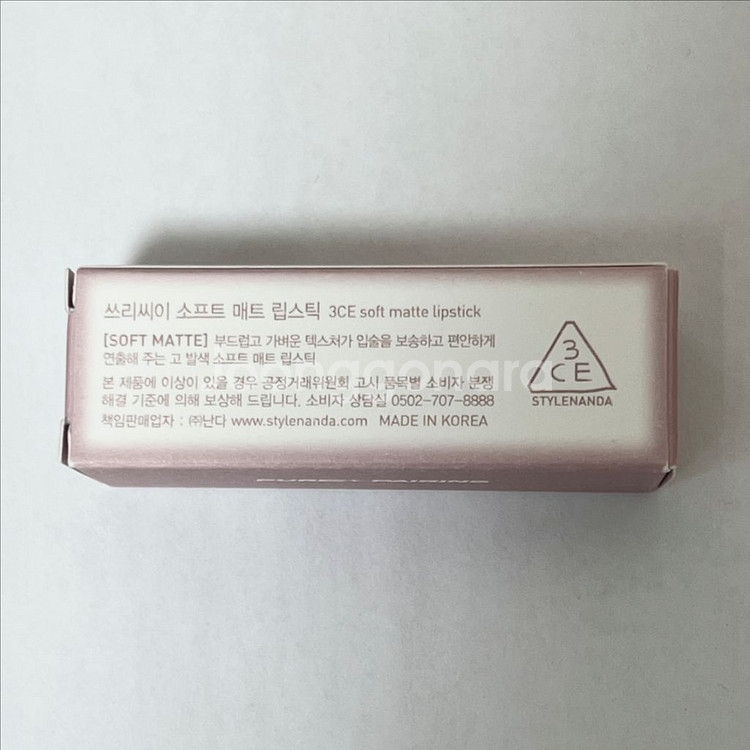 쓰리씨이 소프트 매트 립스틱 3CE soft matte lipstick
[SOFT MATTE] 부드럽고 가벼운 텍스처가 입술을 보송하고 편안하게
연출해 주는 고 발색 소프트 매트 립스틱
본 제품에 이상이 있을 경우 공정거래위원회 고시 품목별 소비자 분쟁
해결 기준에 의해 보상해 드립니다. 소비자 상담실 0502-707-8888
책임판매업자 : ㈜난다 www.stylenanda.com MADE IN KOREA
3
CE
STYLENANDA
joonggonara